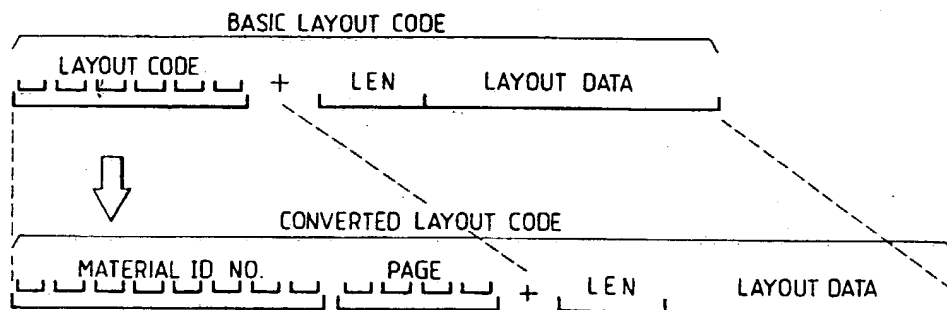 BASIC LAYOUT CODE
LAYOUT CODE + LEN LAYOUT DATA
CONVERTED LAYOUT CODE
MATERIAL ID NO. PAGE + LEN LAYOUT DATA